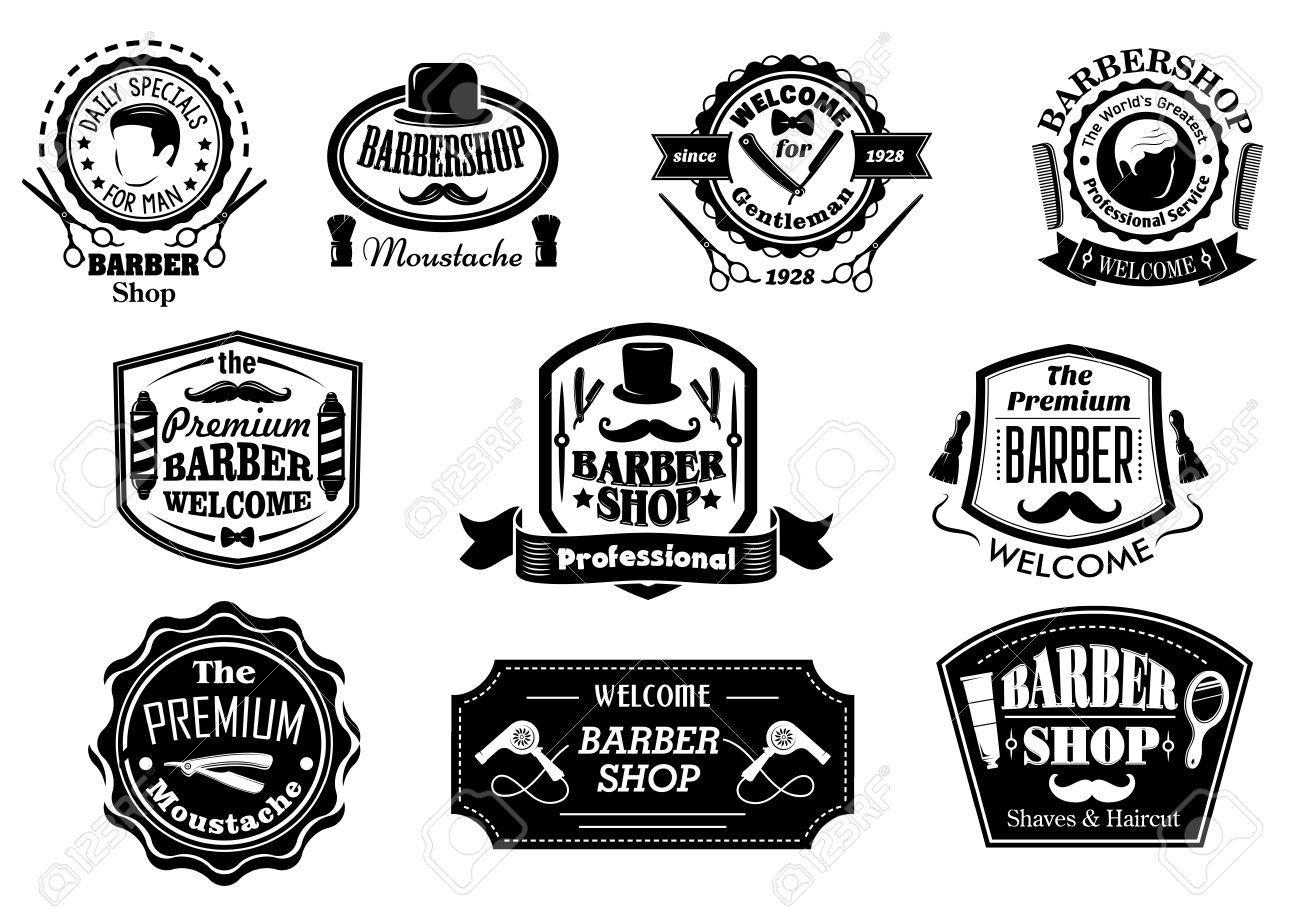 DAILY SPECIALS
FOR MAN
BARBER
Shop
BARBERSHOP
Moustache
WELCOME
for
since
1928
Gentleman
1928
BARBERSHOP
The World's Greatest
Professional Service
WELCOME
the
Premium
BARBER
WELCOME
BARBER
SHOP
Professional
The
Premium
BARBER
WELCOME
The
PREMIUM
Moustache
WELCOME
BARBER
SHOP
BARBER
SHOP
Shaves & Haircut
123RF